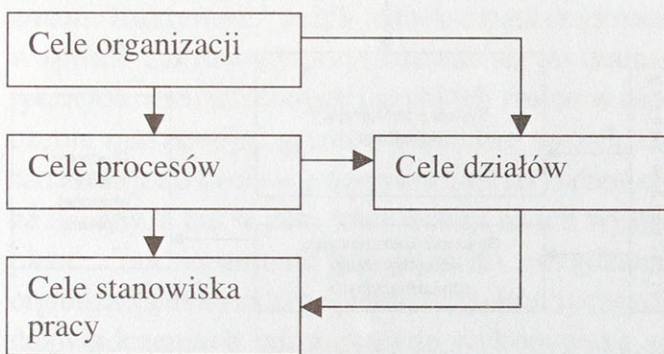 Cele organizacji
Cele procesów
Cele działów
Cele stanowiska
pracy